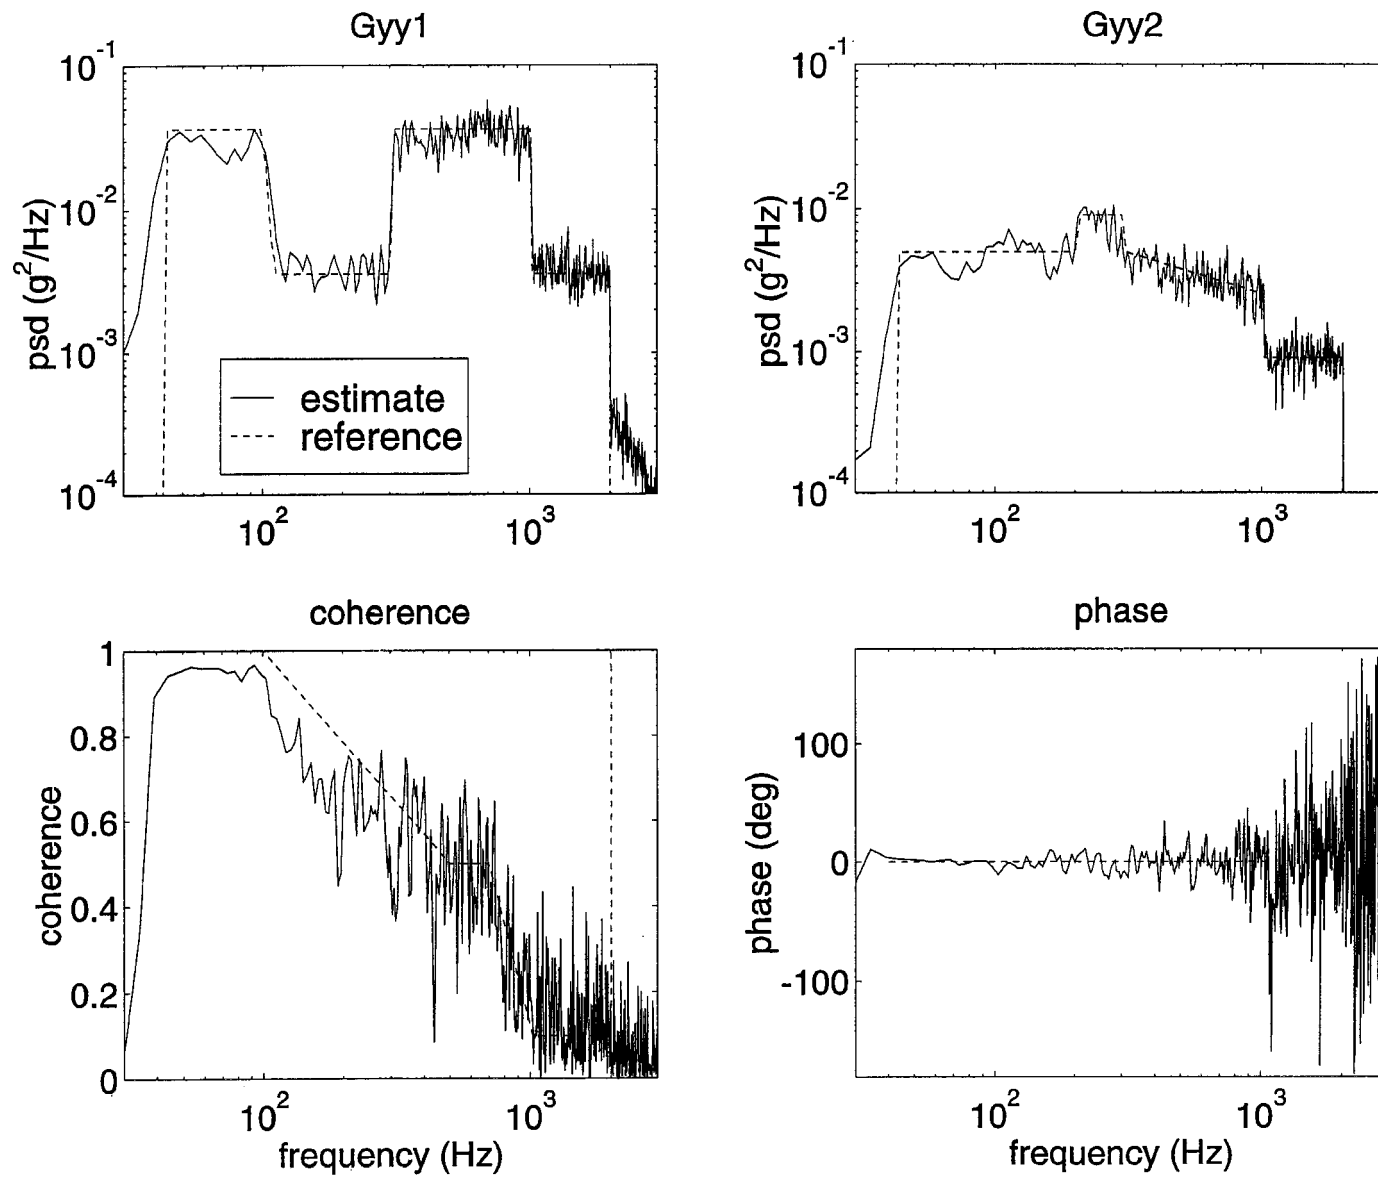 Gyy1
10^-1
10^-2
10^-3
10^-4
psd (g^2/Hz)
estimate
reference
10^2
10^3
Gyy2
10^-1
10^-2
10^-3
10^-4
psd (g^2/Hz)
10^2
10^3
coherence
1
0.8
0.6
0.4
0.2
0
coherence
10^2
10^3
frequency (Hz)
phase
100
0
-100
phase (deg)
10^2
10^3
frequency (Hz)